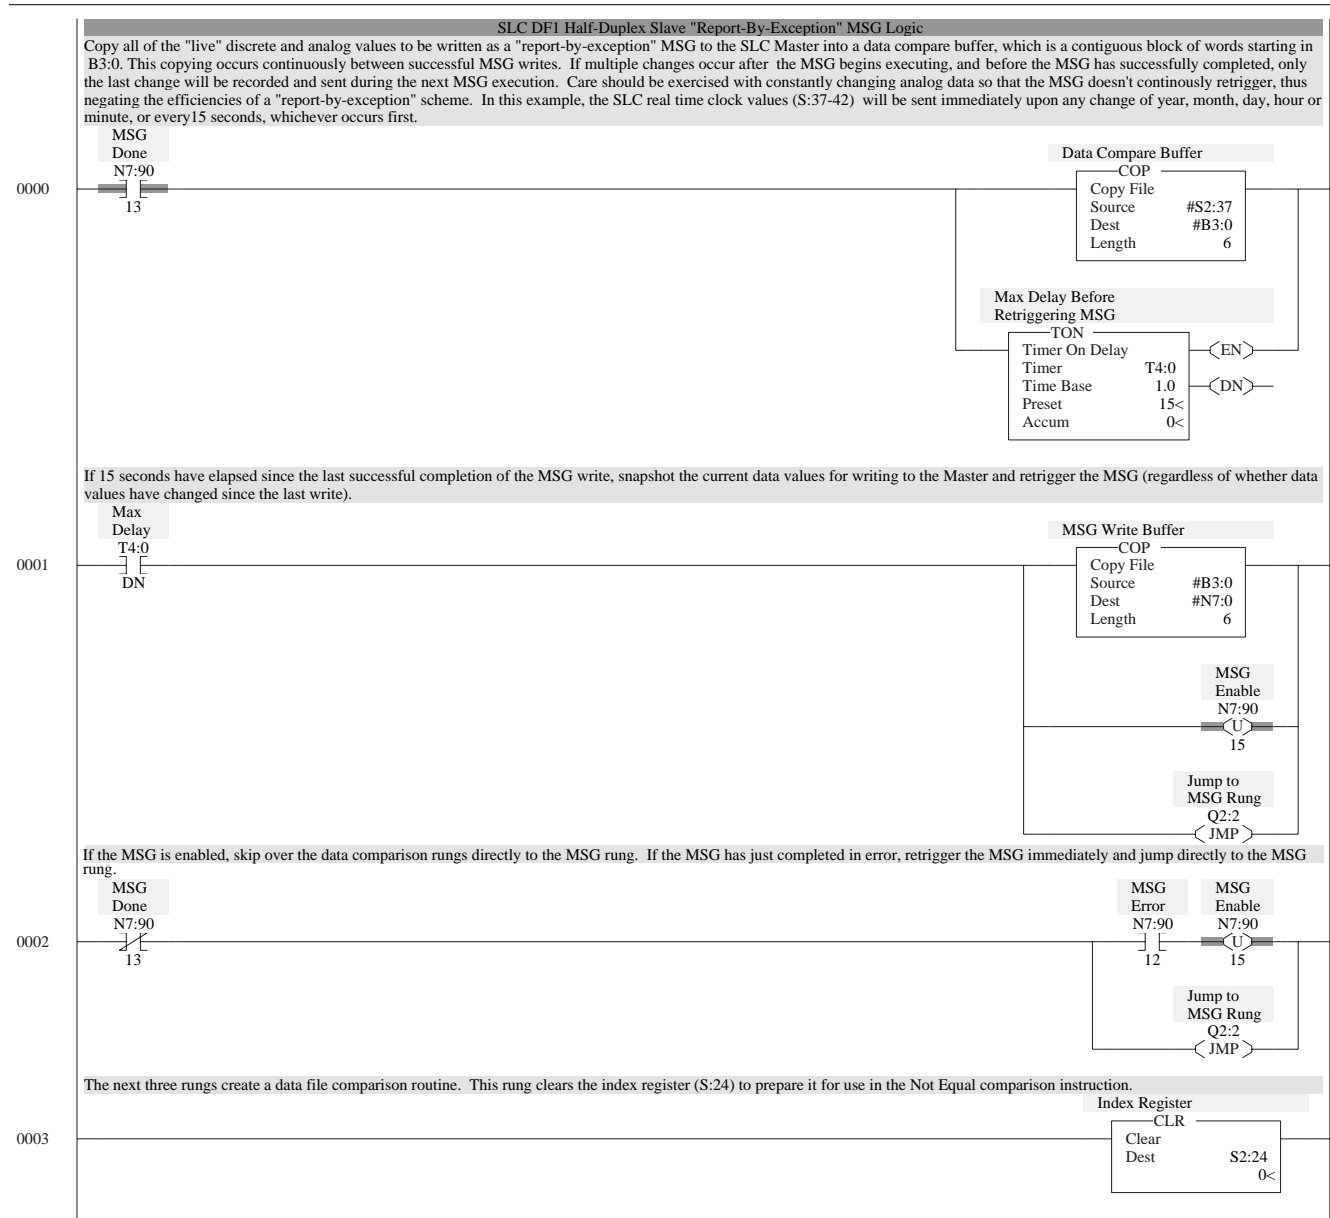 SLC DF1 Half-Duplex Slave "Report-By-Exception" MSG Logic
Copy all of the "live" discrete and analog values to be written as a "report-by-exception" MSG to the SLC Master into a data compare buffer, which is a contiguous block of words starting in
B3:0. This copying occurs continuously between successful MSG writes. If multiple changes occur after the MSG begins executing, and before the MSG has successfully completed, only
the last change will be recorded and sent during the next MSG execution. Care should be exercised with constantly changing analog data so that the MSG doesn't continously retrigger, thus
negating the efficiencies of a "report-by-exception" scheme. In this example, the SLC real time clock values (S:37-42) will be sent immediately upon any change of year, month, day, hour or
minute, or every15 seconds, whichever occurs first.
MSG
Done
N7:90
13
0000
Data Compare Buffer
COP
Copy File
Source #S2:37
Dest #B3:0
Length 6
Max Delay Before
Retriggering MSG
TON
Timer On Delay EN
Timer T4:0
Time Base 1.0 DN
Preset 15<
Accum 0<
If 15 seconds have elapsed since the last successful completion of the MSG write, snapshot the current data values for writing to the Master and retrigger the MSG (regardless of whether data
values have changed since the last write).
Max
Delay
T4:0
DN
0001
MSG Write Buffer
COP
Copy File
Source #B3:0
Dest #N7:0
Length 6
MSG
Enable
N7:90
U
15
Jump to
MSG Rung
Q2:2
JMP
If the MSG is enabled, skip over the data comparison rungs directly to the MSG rung. If the MSG has just completed in error, retrigger the MSG immediately and jump directly to the MSG
rung.
MSG
Done
N7:90
13
0002
MSG
Error
N7:90
12
MSG
Enable
N7:90
U
15
Jump to
MSG Rung
Q2:2
JMP
The next three rungs create a data file comparison routine. This rung clears the index register (S:24) to prepare it for use in the Not Equal comparison instruction.
0003
Index Register
CLR
Clear
Dest S2:24
0<